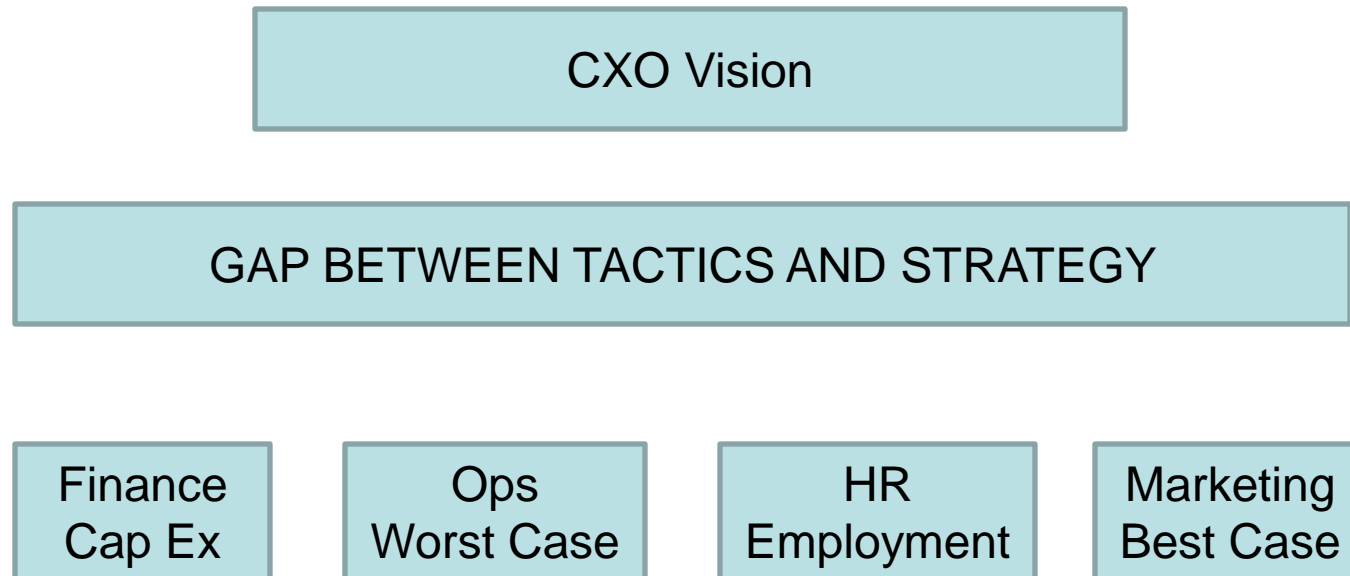 CXO Vision
GAP BETWEEN TACTICS AND STRATEGY
Finance
Cap Ex
Ops
Worst Case
HR
Employment
Marketing
Best Case